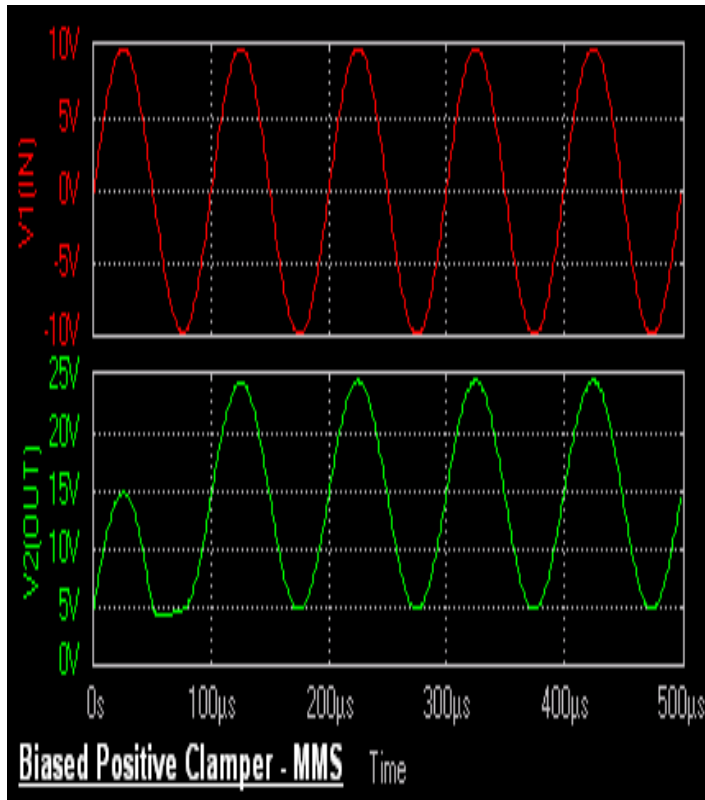 10V
5V
0V
-5V
-10V
V1(IN)
25V
20V
15V
10V
5V
0V
V2(OUT)
0s 100µs 200µs 300µs 400µs 500µs
Biased Positive Clamper - MMS Time